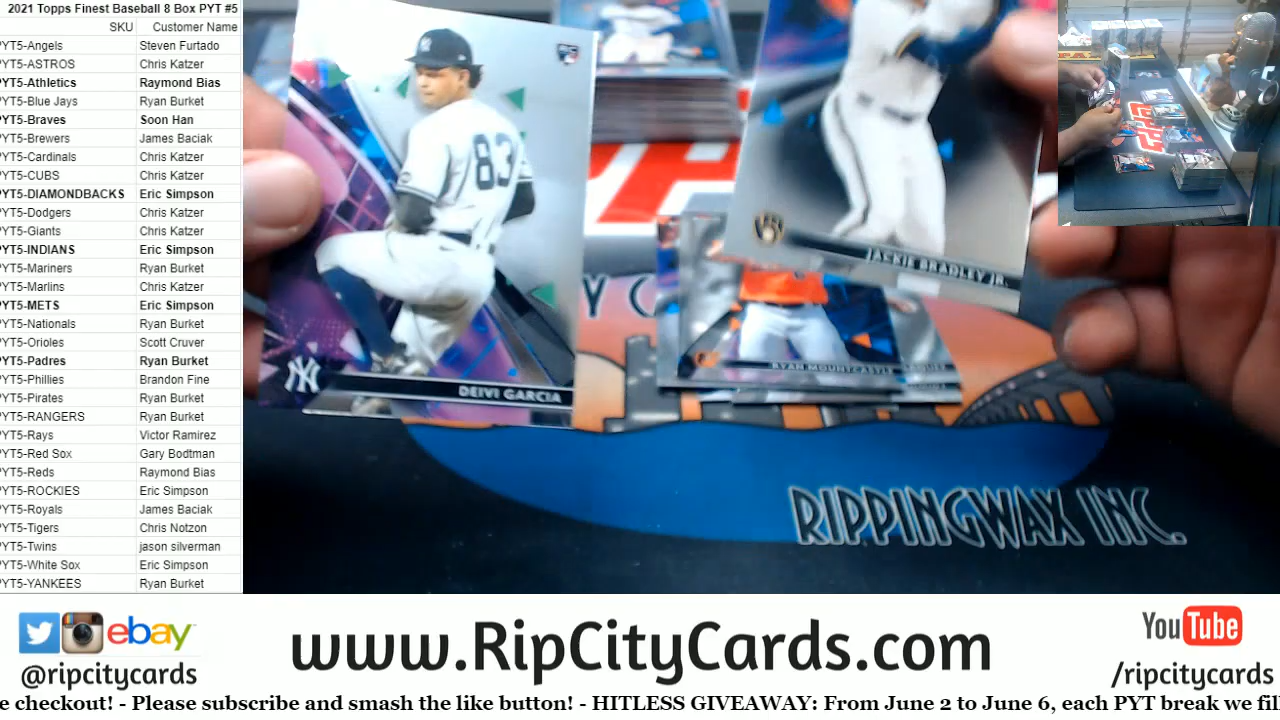 2021 Topps Finest Baseball 8 Box PYT #5
SKU Customer Name
PYT5-Angels Steven Furtado
PYT5-ASTROS Chris Katzer
PYT5-Athletics Raymond Bias
PYT5-Blue Jays Ryan Burket
PYT5-Braves Soon Han
PYT5-Brewers James Baciak
PYT5-Cardinals Chris Katzer
PYT5-CUBS Chris Katzer
PYT5-DIAMONDBACKS Eric Simpson
PYT5-Dodgers Chris Katzer
PYT5-Giants Chris Katzer
PYT5-INDIANS Eric Simpson
PYT5-Mariners Ryan Burket
PYT5-Marlins Chris Katzer
PYT5-METS Eric Simpson
PYT5-Nationals Ryan Burket
PYT5-Orioles Scott Cruver
PYT5-Padres Ryan Burket
PYT5-Phillies Brandon Fine
PYT5-Pirates Ryan Burket
PYT5-RANGERS Ryan Burket
PYT5-Rays Victor Ramirez
PYT5-Red Sox Gary Bodtman
PYT5-Reds Raymond Bias
PYT5-ROCKIES Eric Simpson
PYT5-Royals James Baciak
PYT5-Tigers Chris Notzon
PYT5-Twins jason silverman
PYT5-White Sox Eric Simpson
PYT5-YANKEES Ryan Burket
83
NY
DEIVI GARCIA
JACKIE BRADLEY JR.
RYAN MOUNTCASTLE
Y C
RIPPINGWAX INC.
ebay
@ripcitycards
www.RipCityCards.com
YouTube
/ripcitycards
e checkout! - Please subscribe and smash the like button! - HITLESS GIVEAWAY: From June 2 to June 6, each PYT break we fil